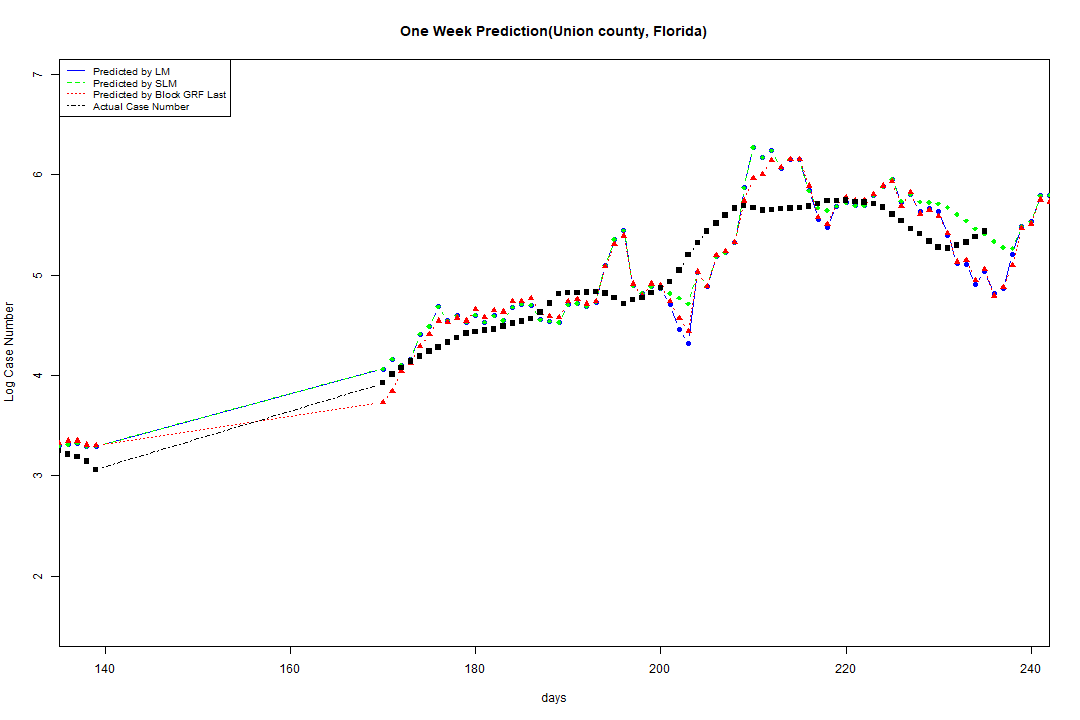 One Week Prediction(Union county, Florida)
Predicted by LM
Predicted by SLM
Predicted by Block GRF Last
Actual Case Number
7
6
5
4
3
2
Log Case Number
140 160 180 200 220 240
days